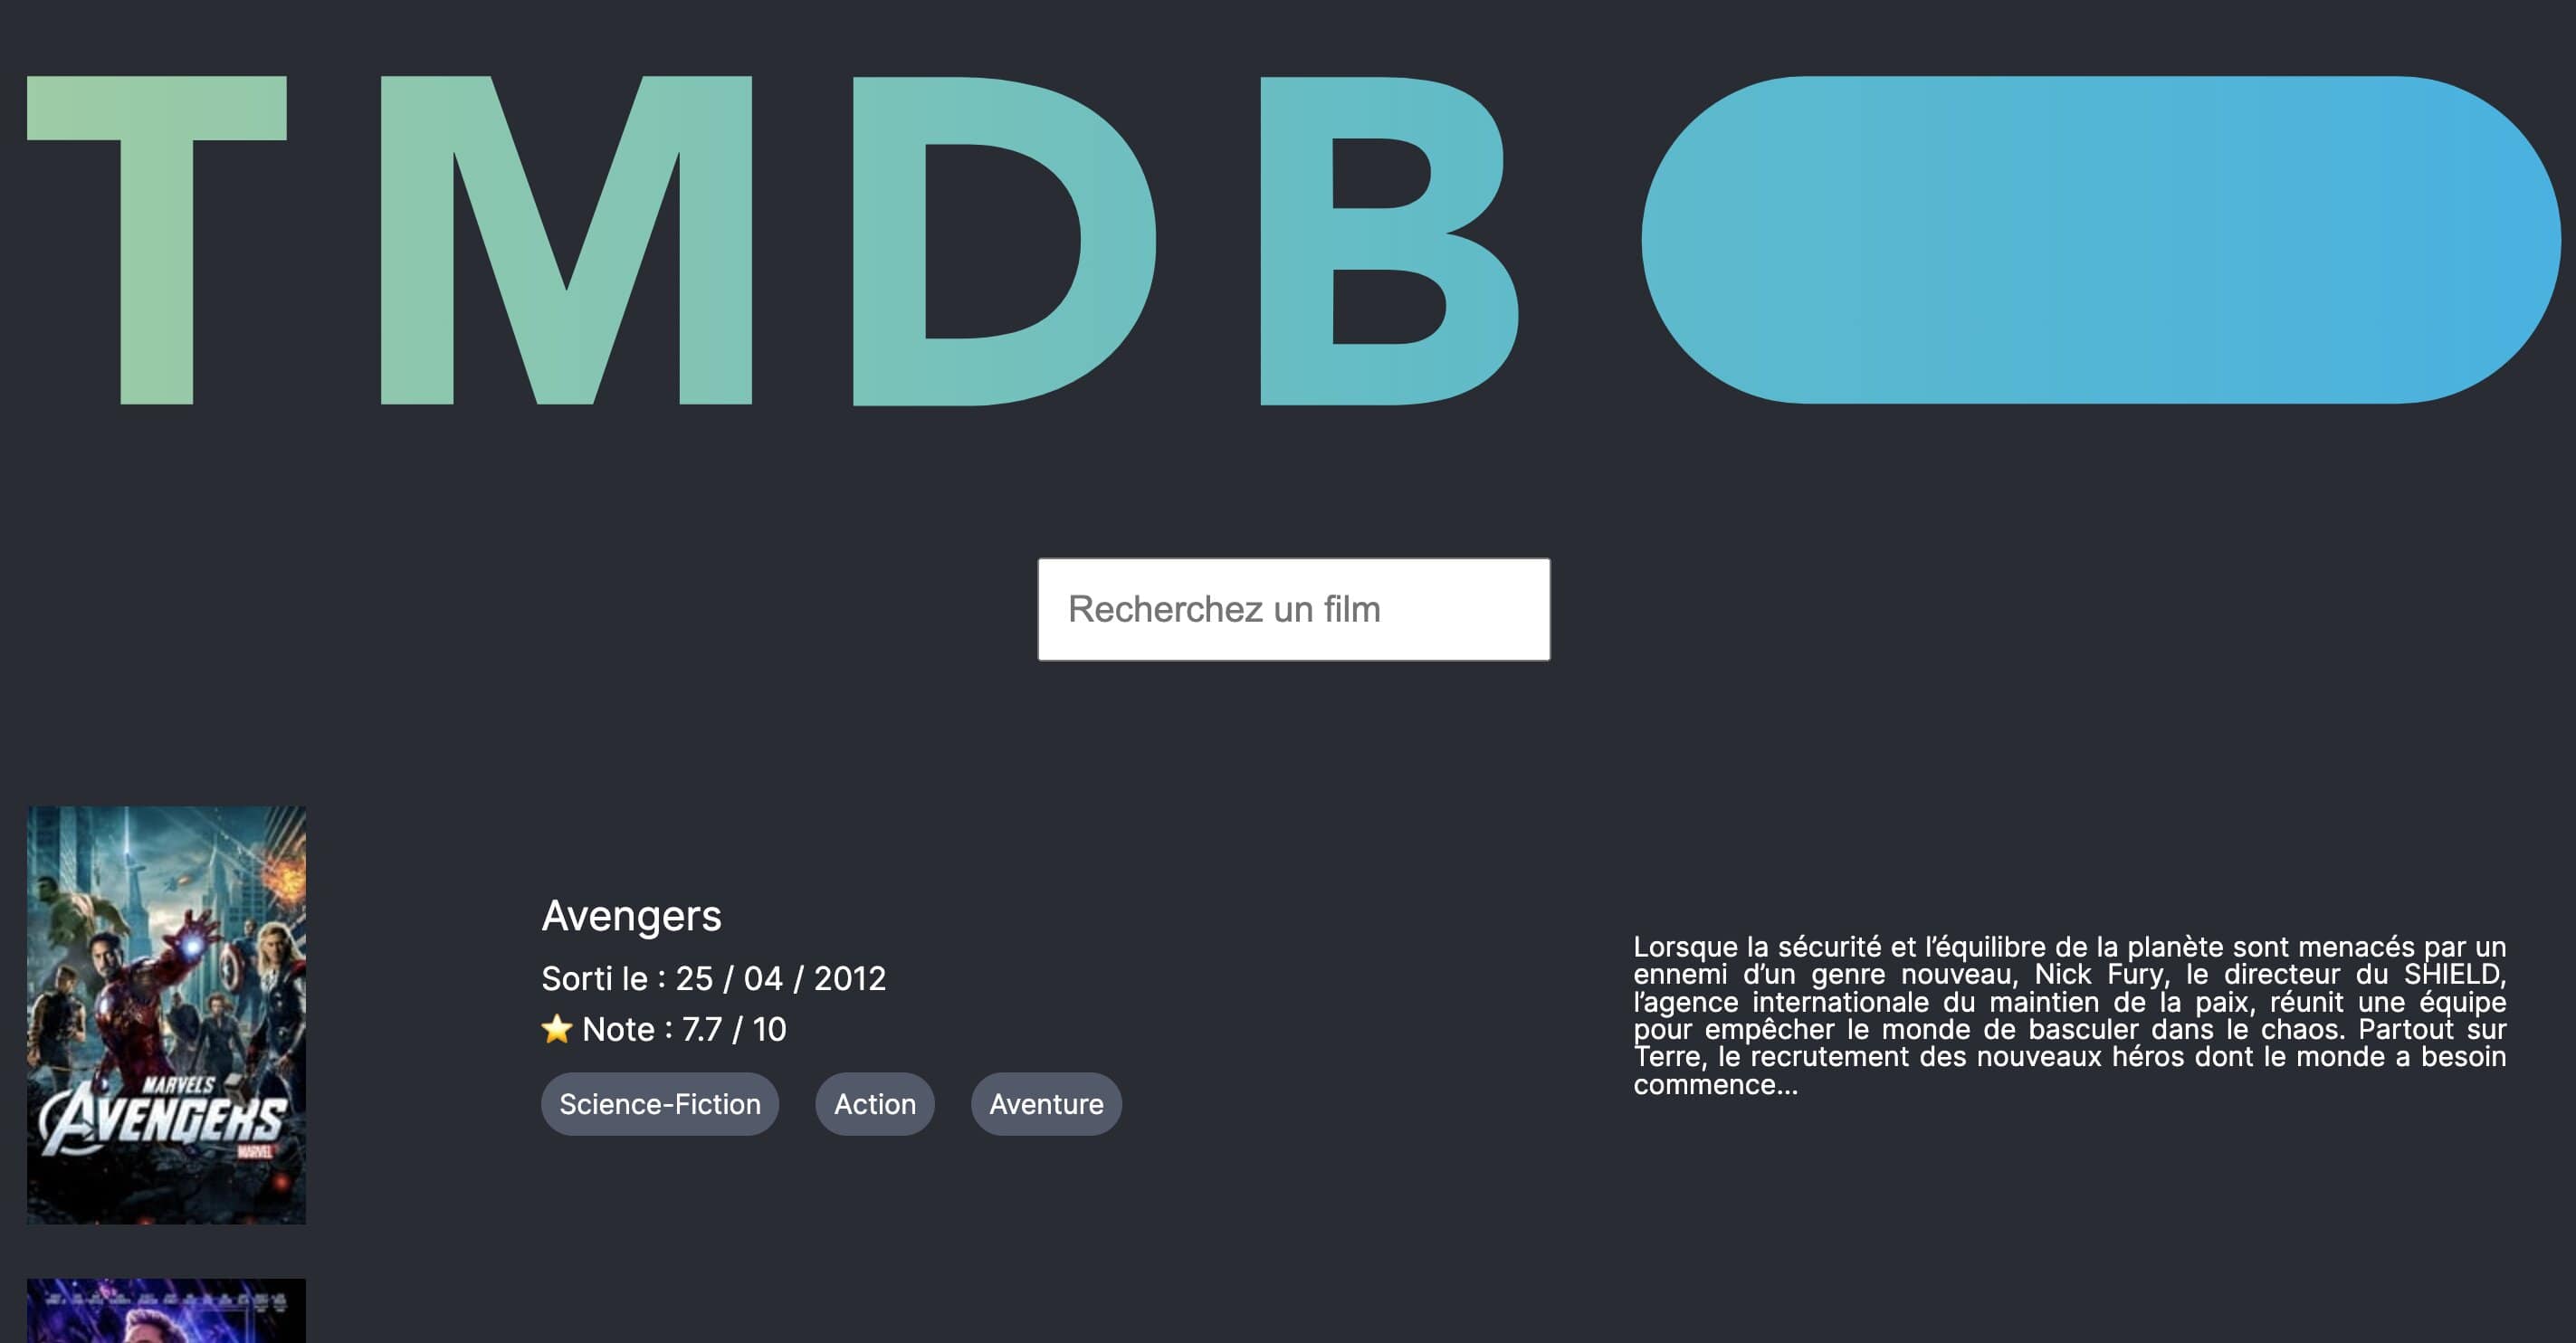 TMDB
Recherchez un film
MARVELS
AVENGERS
MARVEL
Avengers
Sorti le : 25 / 04 / 2012
⭐ Note : 7.7 / 10
Science-Fiction
Action
Aventure
Lorsque la sécurité et l’équilibre de la planète sont menacés par un
ennemi d’un genre nouveau, Nick Fury, le directeur du SHIELD,
l’agence internationale du maintien de la paix, réunit une équipe
pour empêcher le monde de basculer dans le chaos. Partout sur
Terre, le recrutement des nouveaux héros dont le monde a besoin
commence…